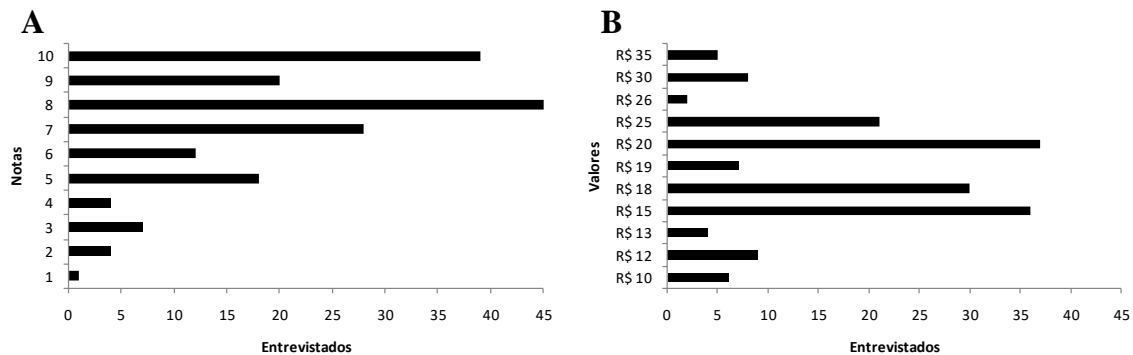 A
10
9
8
7
6
5
4
3
2
1
Notas
0 5 10 15 20 25 30 35 40 45
Entrevistados
B
R$ 35
R$ 30
R$ 26
R$ 25
R$ 20
R$ 19
R$ 18
R$ 15
R$ 13
R$ 12
R$ 10
Valores
0 5 10 15 20 25 30 35 40 45
Entrevistados